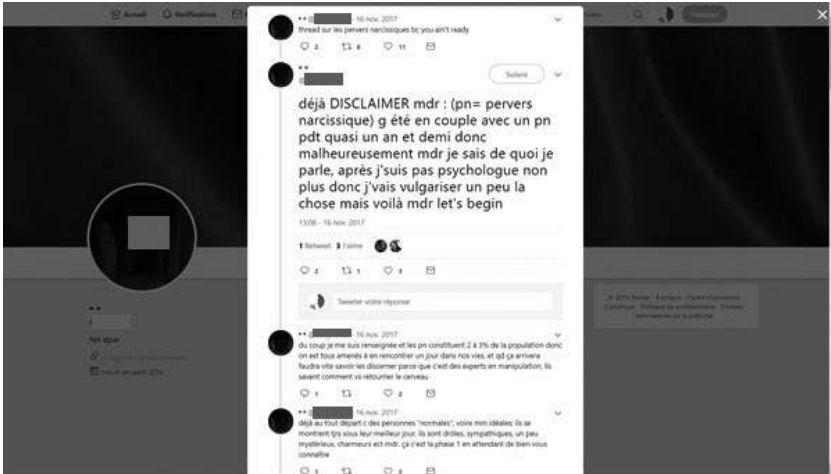 Accueil Notifications
16 nov. 2017
thread sur les pervers narcissiques bc you ain't ready
2 8 11
Suivre
déjà DISCLAIMER mdr : (pn= pervers
narcissique) g été en couple avec un pn
pdt quasi un an et demi donc
malheureusement mdr je sais de quoi je
parle, après j'suis pas psychologue non
plus donc j'vais vulgariser un peu la
chose mais voilà mdr let's begin
13:08 - 16 nov. 2017
1 Retweet 3 J'aime
2 1 3
Tweeter votre réponse
16 nov. 2017
du coup je me suis renseignée et les pn constituent 2 à 3% de la population donc
on est tous amenés à en rencontrer un jour dans nos vies, et qd ça arrivera
faudra vite savoir les discerner parce que c'est des experts en manipulation, ils
savent comment vs retourner le cerveau
1 2
16 nov. 2017
déjà au tout départ c des personnes "normales", voire mm idéales; ils se
montrent tjs sous leur meilleur jour, ils sont drôles, sympathiques, un peu
mystérieux, charmeurs ect mdr, ça c'est la phase 1 en attendant de bien vous
connaître